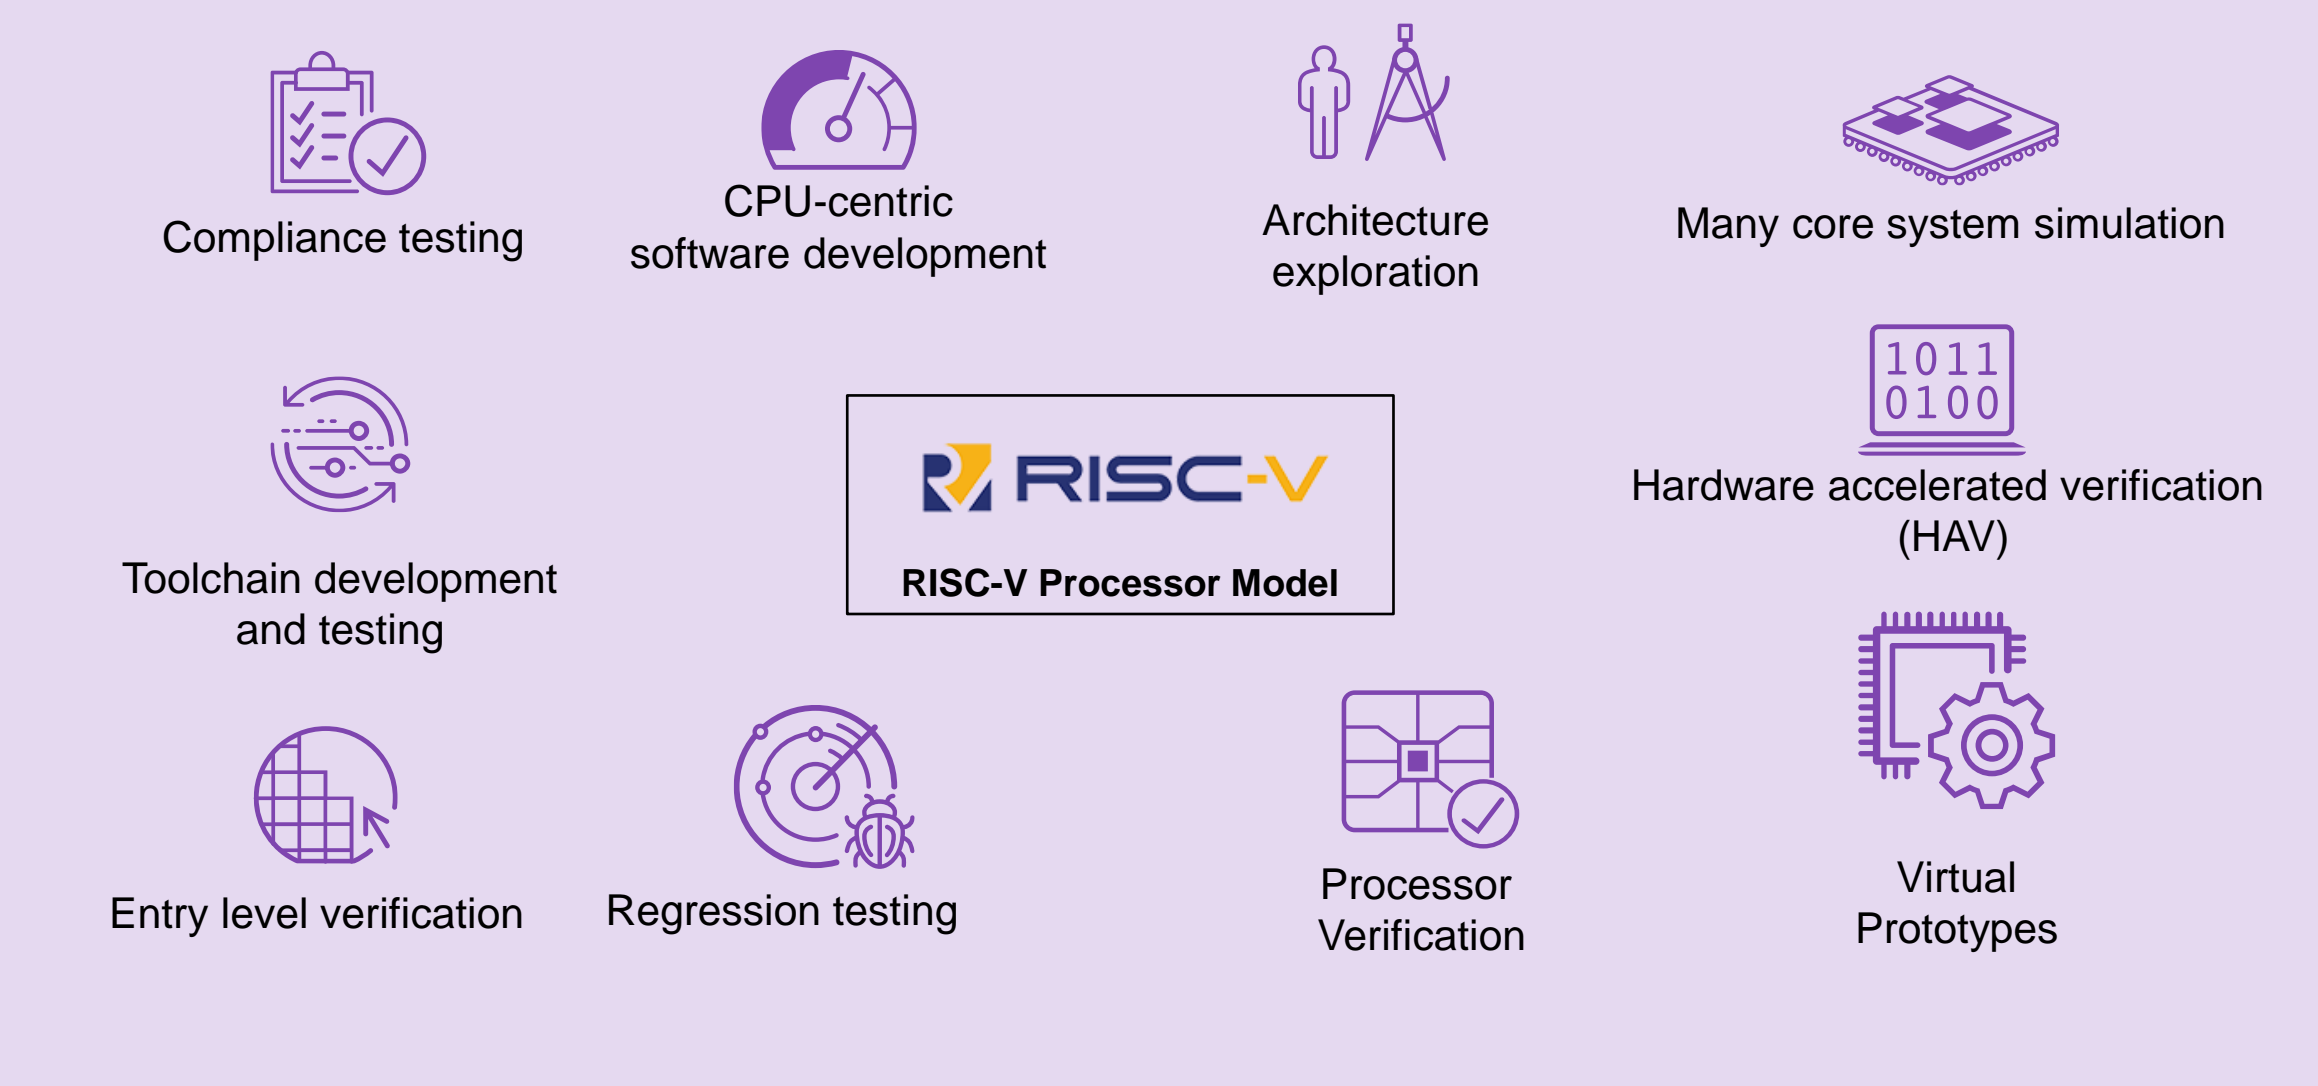 Compliance testing
CPU-centric
software development
Architecture
exploration
Many core system simulation
Toolchain development
and testing
RISC-V
RISC-V Processor Model
1011
0100
Hardware accelerated verification
(HAV)
Entry level verification
Regression testing
Processor
Verification
Virtual
Prototypes